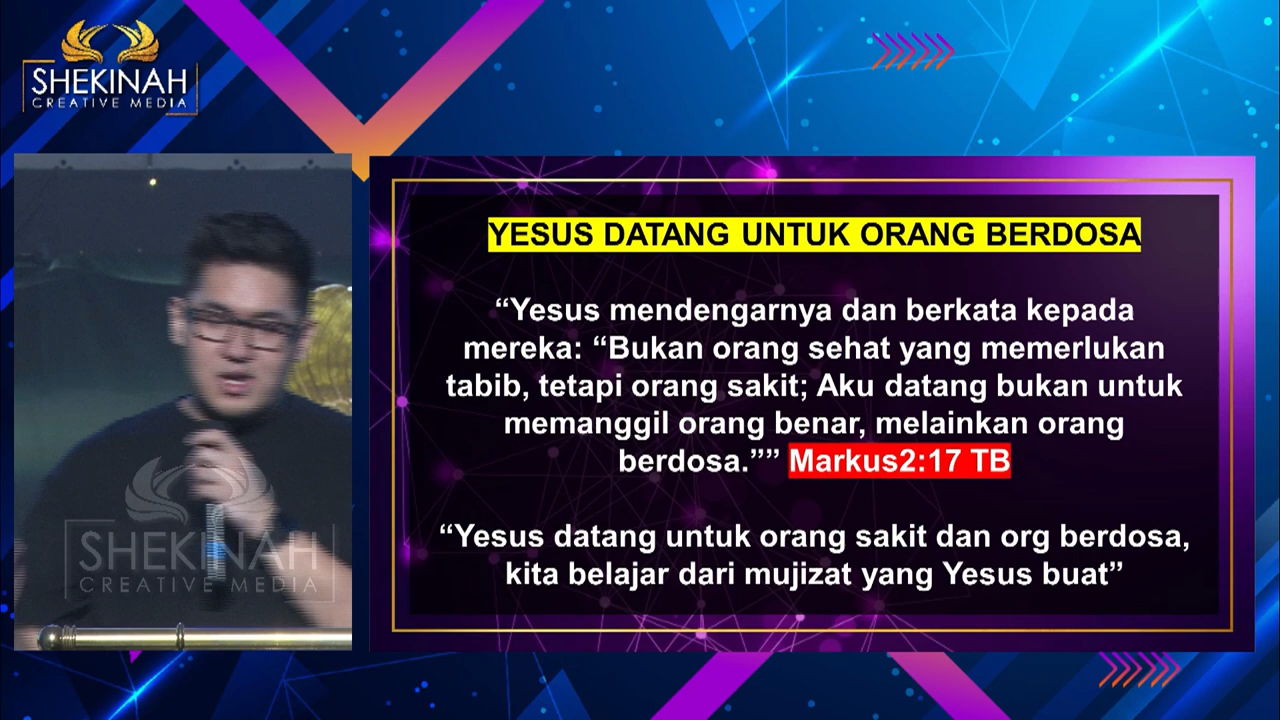 SHEKINAH
CREATIVE MEDIA
YESUS DATANG UNTUK ORANG BERDOSA
“Yesus mendengarnya dan berkata kepada
mereka: “Bukan orang sehat yang memerlukan
tabib, tetapi orang sakit; Aku datang bukan untuk
memanggil orang benar, melainkan orang
berdosa.”” Markus2:17 TB
“Yesus datang untuk orang sakit dan org berdosa,
kita belajar dari mujizat yang Yesus buat”
SHEKINAH
CREATIVE MEDIA